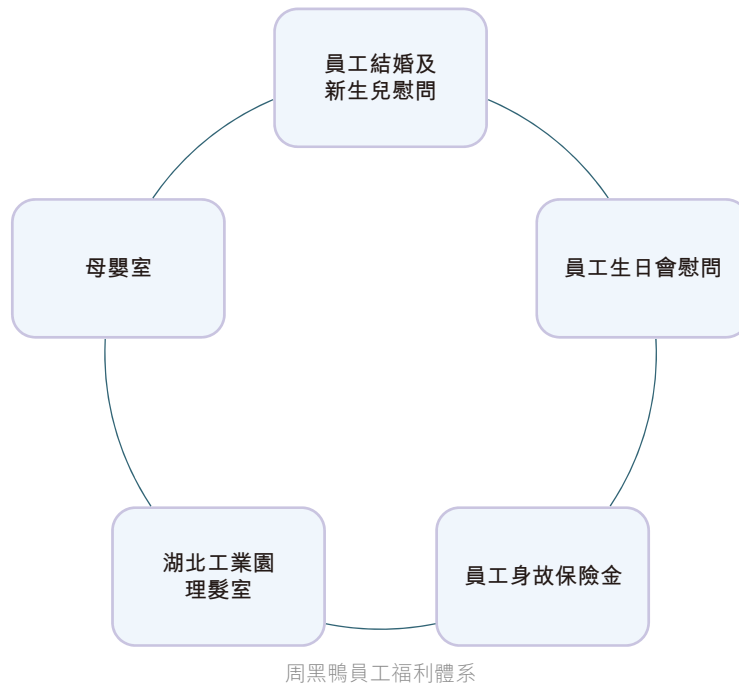 員工結婚及
新生兒慰問
母嬰室
員工生日會慰問
湖北工業園
理髮室
員工身故保險金
周黑鴨員工福利體系